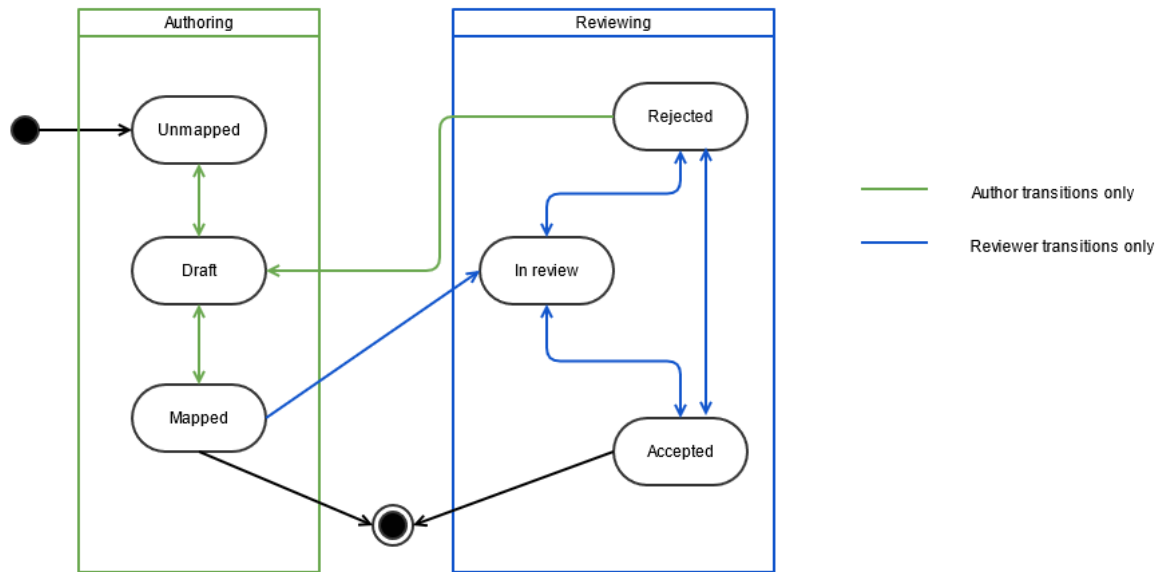 Authoring
Reviewing
Unmapped
Rejected
Author transitions only
Reviewer transitions only
Draft
In review
Mapped
Accepted